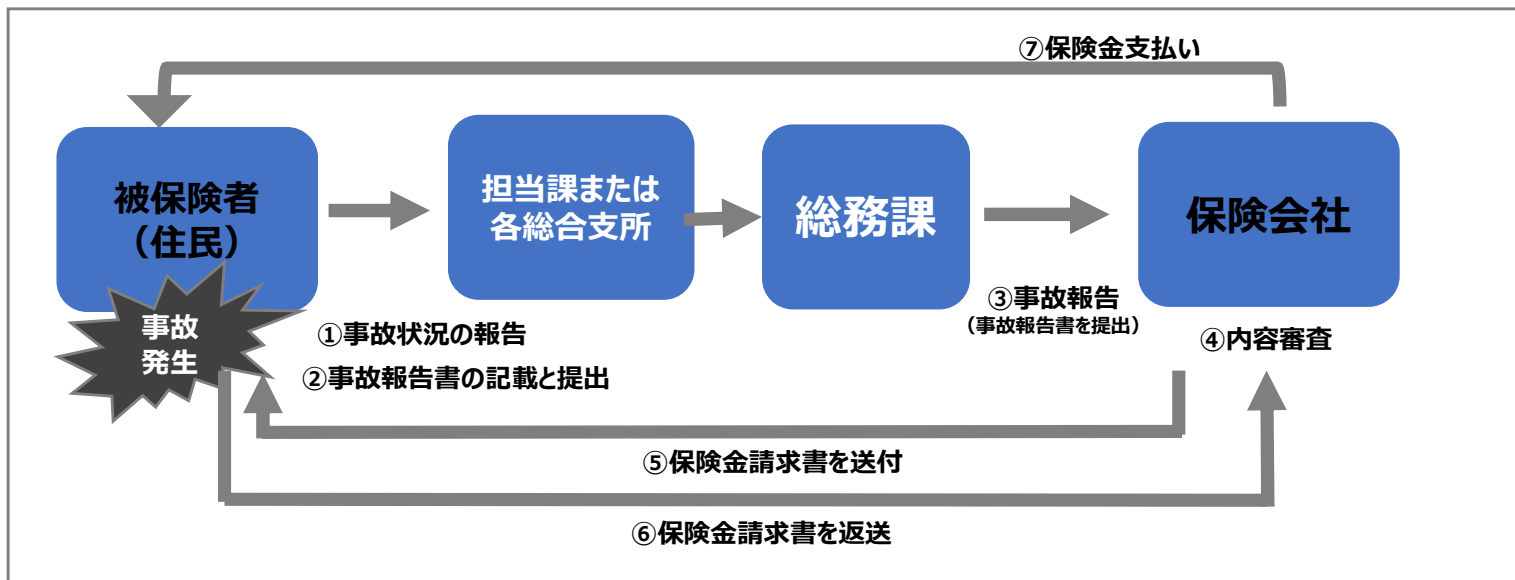 ⑦保険金支払い
被保険者
（住民）
担当課または
各総合支所
総務課
保険会社
事故
発生
①事故状況の報告
②事故報告書の記載と提出
③事故報告
（事故報告書を提出）
④内容審査
⑤保険金請求書を送付
⑥保険金請求書を返送